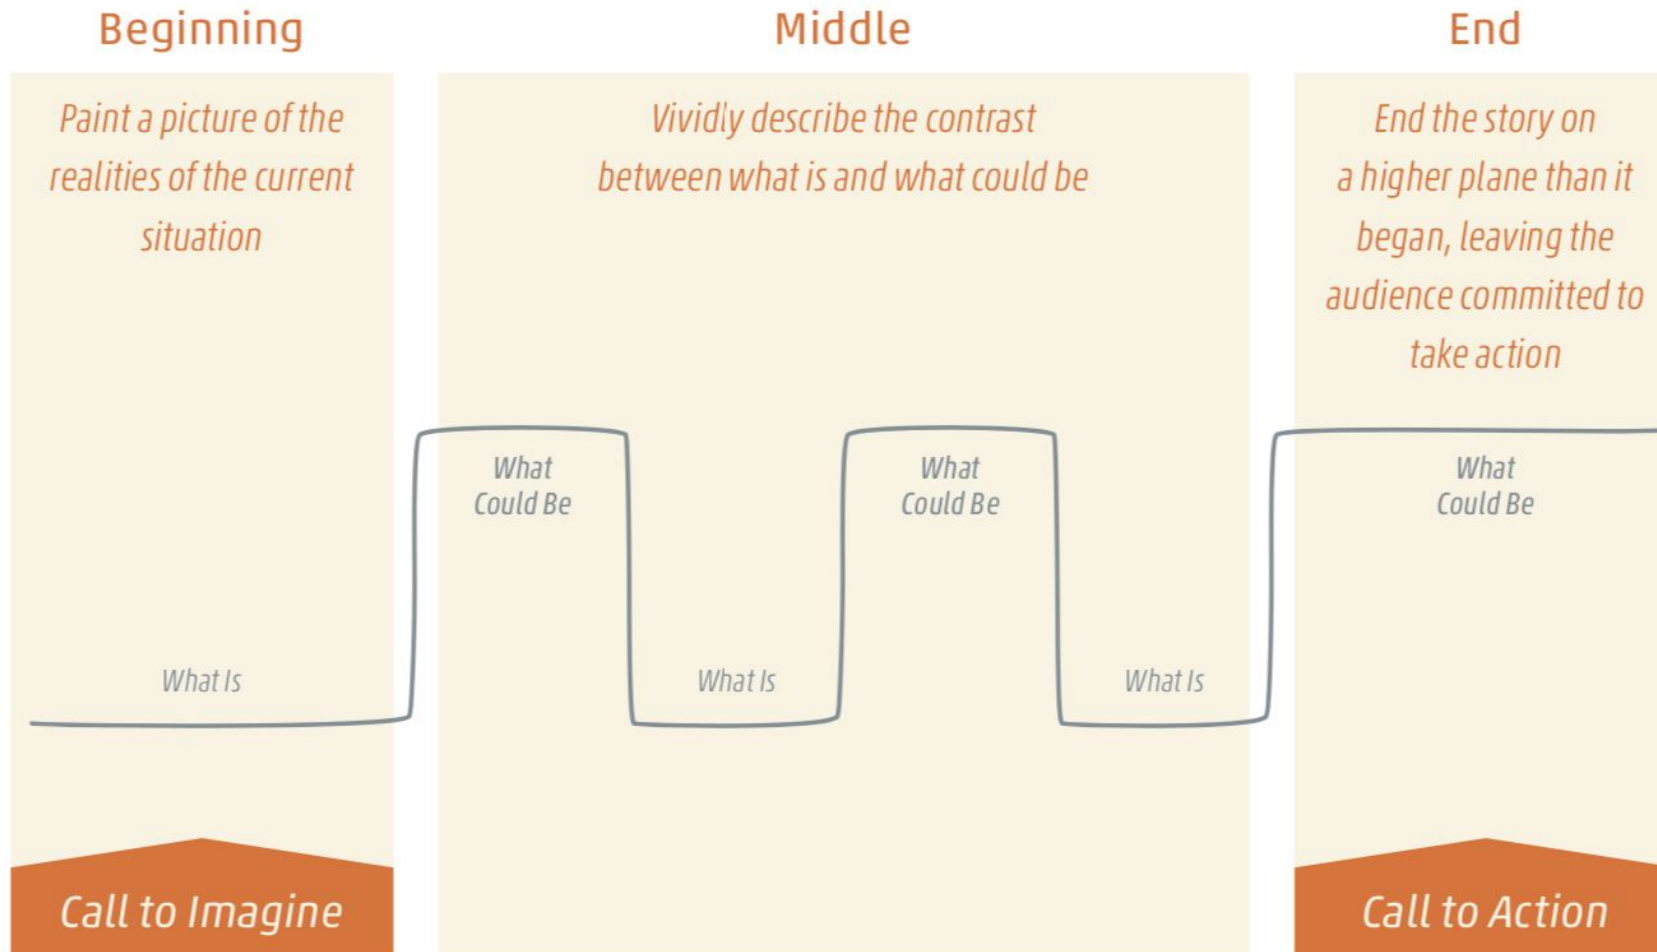 Beginning
Middle
End
Paint a picture of the
realities of the current
situation
Vividly describe the contrast
between what is and what could be
End the story on
a higher plane than it
began, leaving the
audience committed to
take action
What
Could Be
What
Could Be
What
Could Be
What Is
What Is
What Is
Call to Imagine
Call to Action